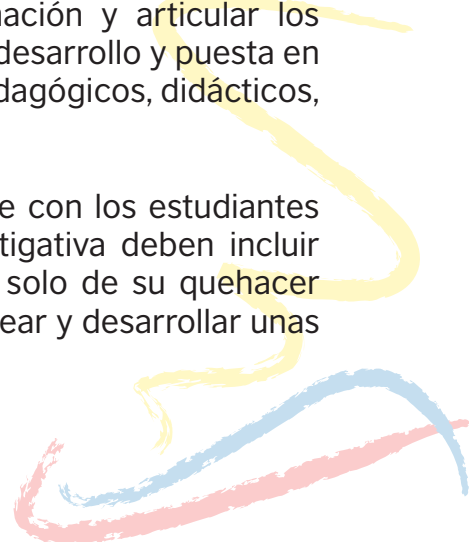 mación y articular los
desarrollo y puesta en
dagógicos, didácticos,
e con los estudiantes
tigativa deben incluir
solo de su quehacer
ear y desarrollar unas